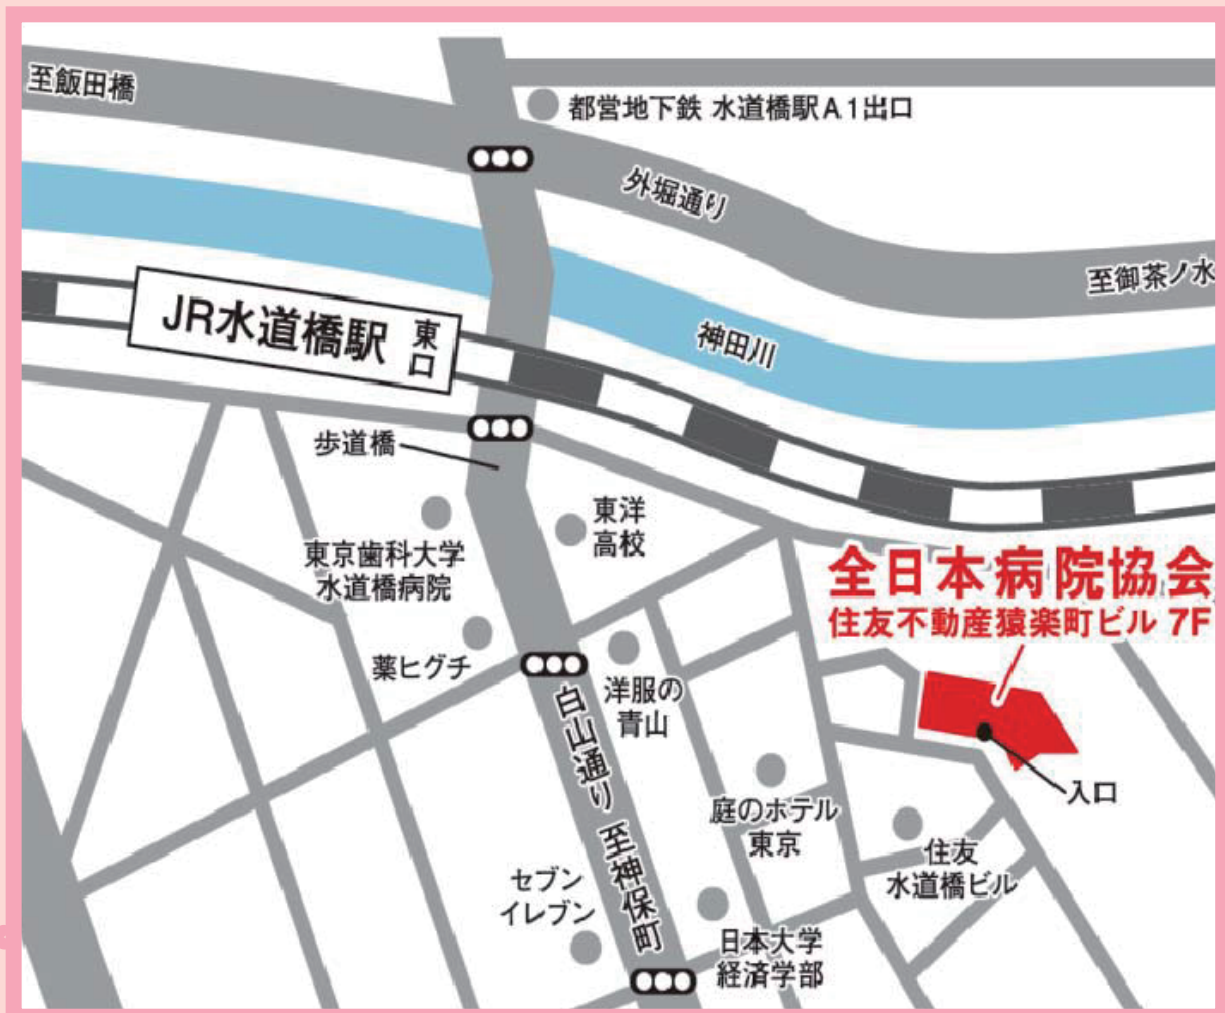 至飯田橋
都営地下鉄 水道橋駅A1出口
外堀通り
至御茶ノ水
JR水道橋駅 東口
神田川
歩道橋
東洋
高校
東京歯科大学
水道橋病院
全日本病院協会
住友不動産猿楽町ビル 7F
薬ヒグチ
洋服の
青山
白山通り 至神保町
入口
庭のホテル
東京
住友
水道橋ビル
セブン
イレブン
日本大学
経済学部